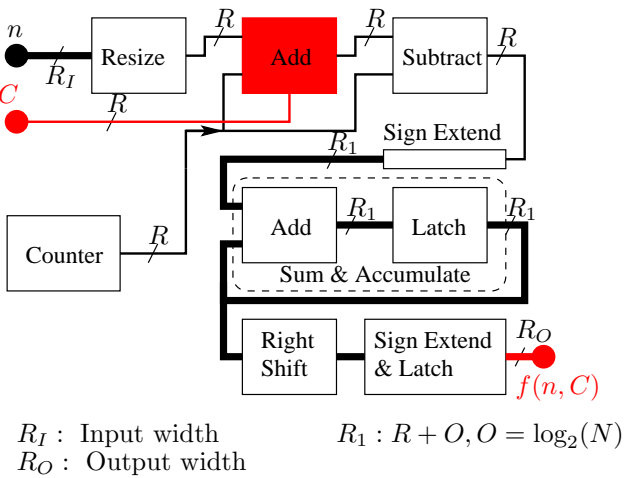 n
R R R
Resize Add Subtract
R_I
C
R
Sign Extend
R_1
Add R_1 Latch R_1
Counter R
Sum & Accumulate
Right Shift
Sign Extend & Latch
R_O
f(n, C)
R_I : Input width
R_1 : R + O, O = log_2(N)
R_O : Output width